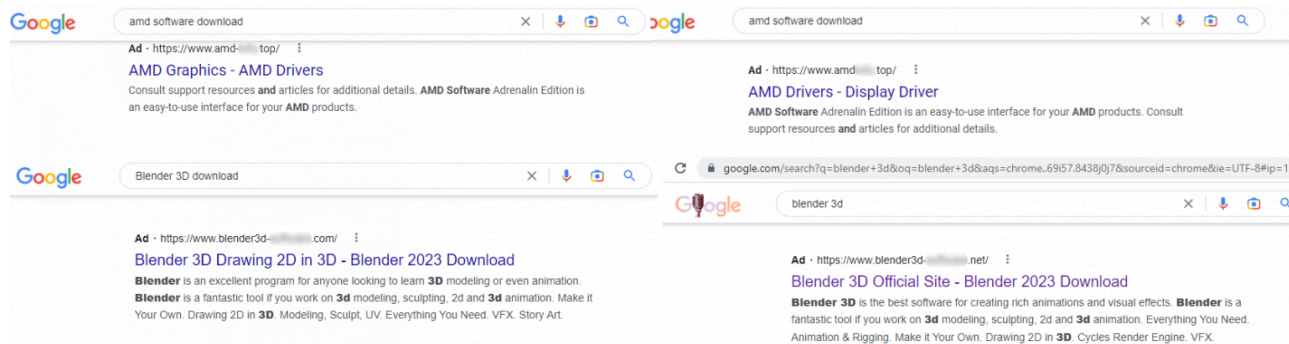 Google
amd software download
Ad · https://www.amd- top/
AMD Graphics - AMD Drivers
Consult support resources and articles for additional details. AMD Software Adrenalin Edition is
an easy-to-use interface for your AMD products.
ogle
amd software download
Ad · https://www.amd top/
AMD Drivers - Display Driver
AMD Software Adrenalin Edition is an easy-to-use interface for your AMD products. Consult
support resources and articles for additional details.
Google
Blender 3D download
Ad · https://www.blender3d- .com/
Blender 3D Drawing 2D in 3D - Blender 2023 Download
Blender is an excellent program for anyone looking to learn 3D modeling or even animation.
Blender is a fantastic tool if you work on 3d modeling, sculpting, 2d and 3d animation. Make it
Your Own. Drawing 2D in 3D. Modeling, Sculpt, UV. Everything You Need. VFX. Story Art.
google.com/search?q=blender+3d&oq=blender+3d&aqs=chrome..69i57.8438j0j7&sourceid=chrome&ie=UTF-8#ip=1
Google
blender 3d
Ad · https://www.blender3d- .net/
Blender 3D Official Site - Blender 2023 Download
Blender 3D is the best software for creating rich animations and visual effects. Blender is a
fantastic tool if you work on 3d modeling, sculpting, 2d and 3d animation. Everything You Need.
Animation & Rigging. Make it Your Own. Drawing 2D in 3D. Cycles Render Engine. VFX.